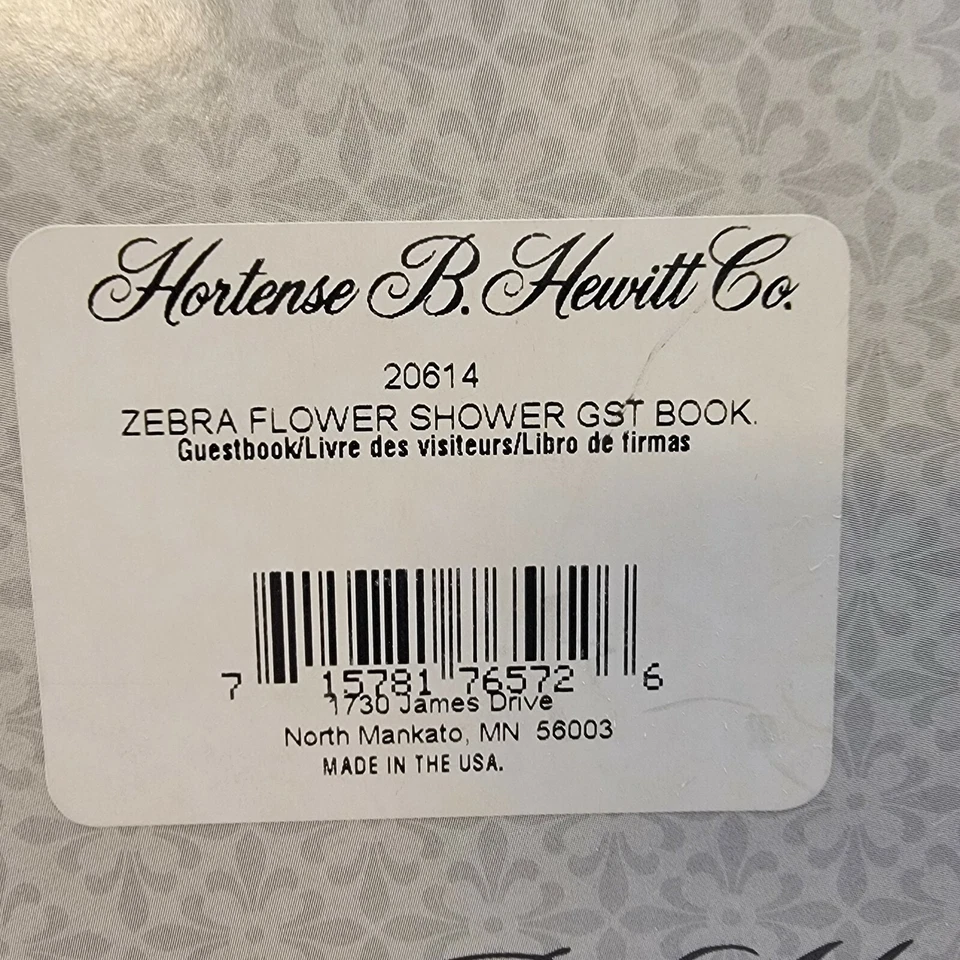 Hortense B. Hewitt Co.
20614
ZEBRA FLOWER SHOWER GST BOOK.
Guestbook/Livre des visiteurs/Libro de firmas
7 15781 76572 6
1730 James Drive
North Mankato, MN 56003
MADE IN THE USA.